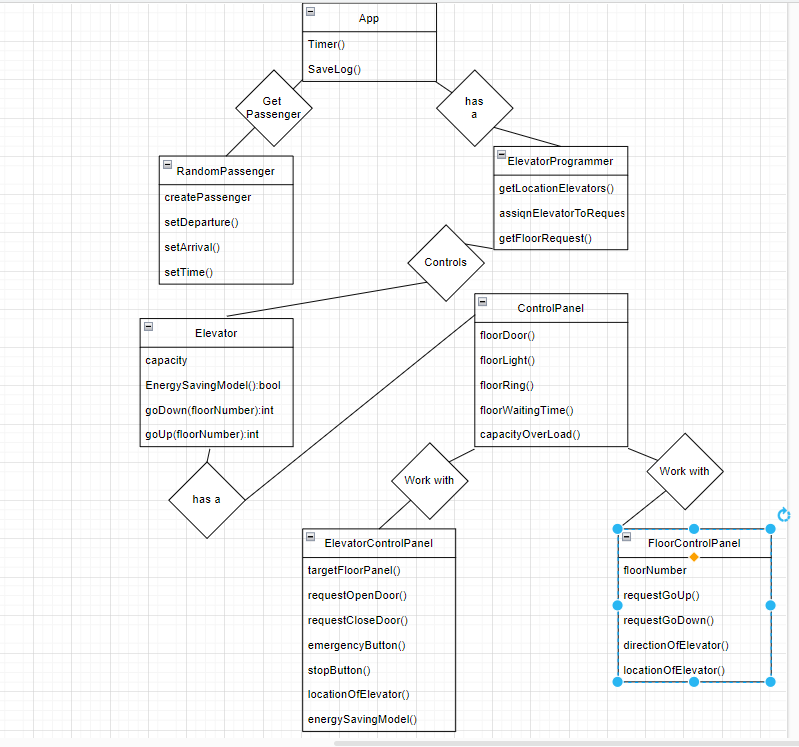 App
Timer()
SaveLog()
Get
Passenger
has
a
RandomPassenger
createPassenger
setDeparture()
setArrival()
setTime()
ElevatorProgrammer
getLocationElevators()
assignElevatorToReques
getFloorRequest()
Controls
Elevator
capacity
EnergySavingModel():bool
goDown(floorNumber):int
goUp(floorNumber):int
ControlPanel
floorDoor()
floorLight()
floorRing()
floorWaitingTime()
capacityOverLoad()
has a
Work with
Work with
ElevatorControlPanel
targetFloorPanel()
requestOpenDoor()
requestCloseDoor()
emergencyButton()
stopButton()
locationOfElevator()
energySavingModel()
FloorControlPanel
floorNumber
requestGoUp()
requestGoDown()
directionOfElevator()
locationOfElevator()